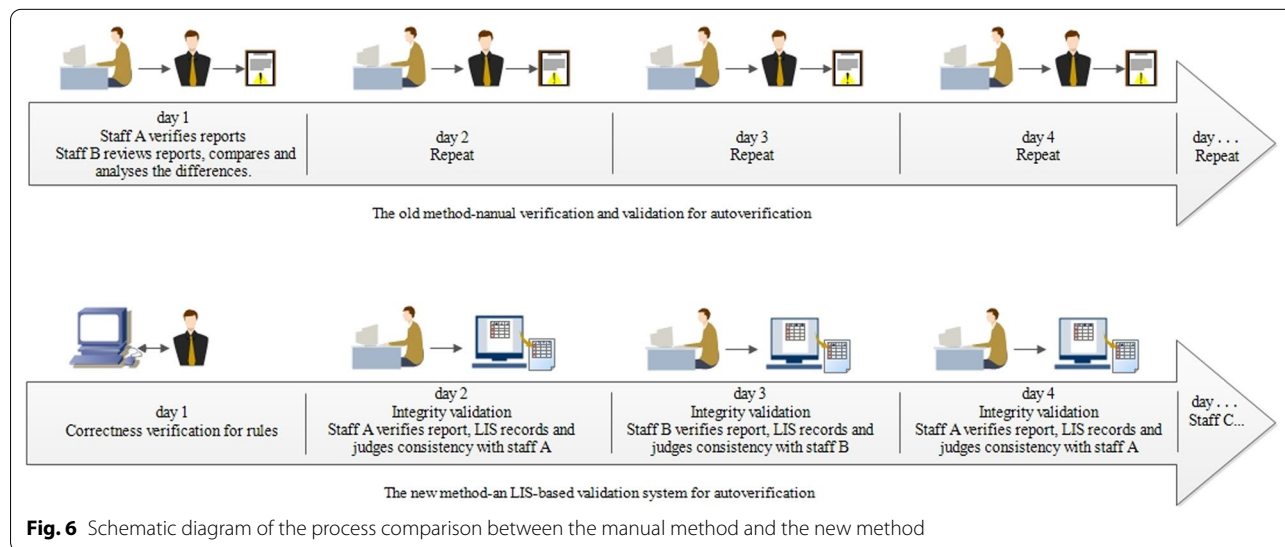 day 1
Staff A verifies reports
Staff B reviews reports, compares and
analyses the differences.
day 2
Repeat
day 3
Repeat
day 4
Repeat
day . . .
Repeat
The old method-nanual verification and validation for autoverification
day 1
Correctness verification for rules
day 2
Integrity validation
Staff A verifies report, LIS records and
judges consistency with staff A
day 3
Integrity validation
Staff B verifies report, LIS records and
judges consistency with staff B
day 4
Integrity validation
Staff A verifies report, LIS records and
judges consistency with staff A
day . . .
Staff C...
The new method-an LIS-based validation system for autoverification
Fig. 6 Schematic diagram of the process comparison between the manual method and the new method